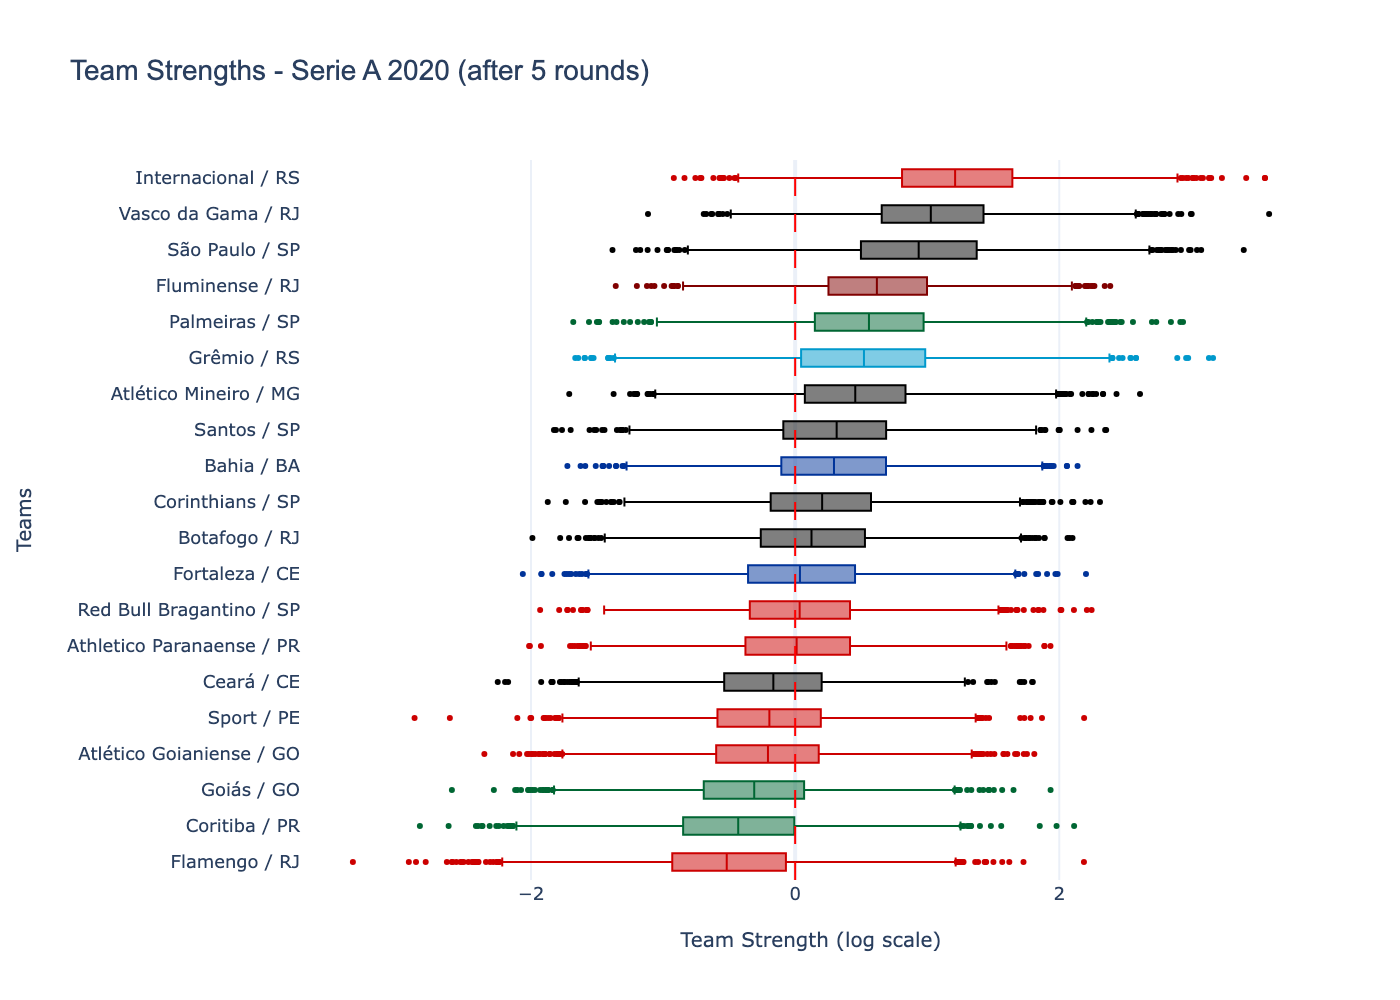 Team Strengths - Serie A 2020 (after 5 rounds)
Internacional / RS
Vasco da Gama / RJ
São Paulo / SP
Fluminense / RJ
Palmeiras / SP
Grêmio / RS
Atlético Mineiro / MG
Santos / SP
Bahia / BA
Corinthians / SP
Botafogo / RJ
Fortaleza / CE
Red Bull Bragantino / SP
Athletico Paranaense / PR
Ceará / CE
Sport / PE
Atlético Goianiense / GO
Goiás / GO
Coritiba / PR
Flamengo / RJ
Teams
−2 0 2
Team Strength (log scale)